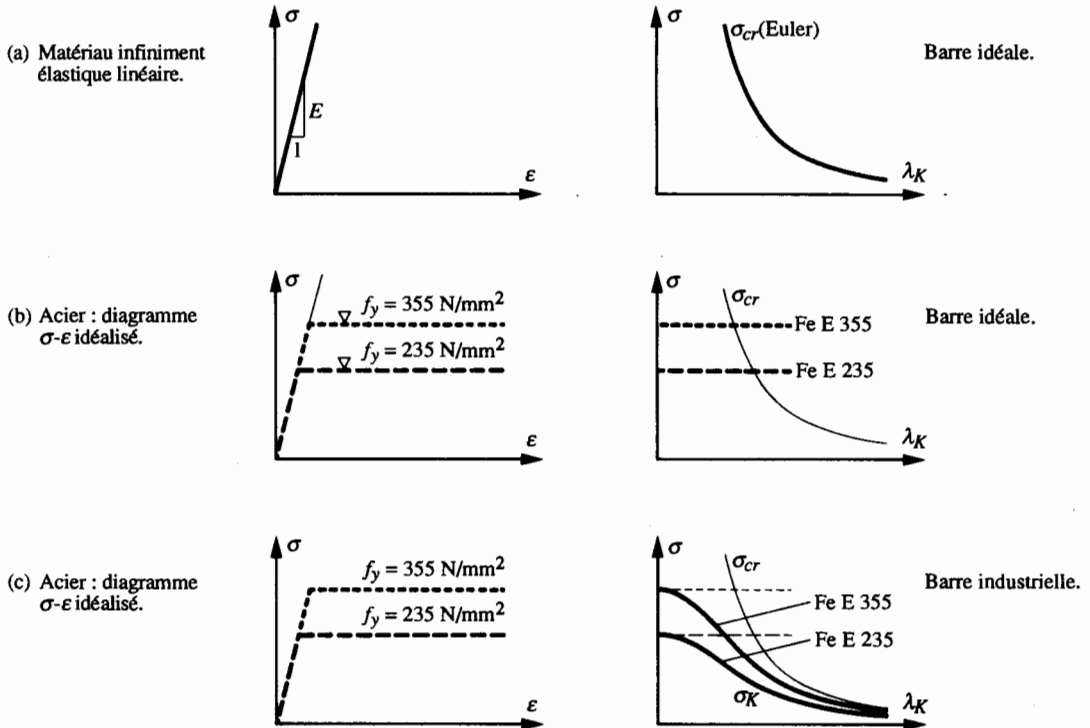 (a) Matériau infiniment
élastique linéaire.
σ
E
1
ε
σ
σcr(Euler)
λK
Barre idéale.
(b) Acier : diagramme
σ-ε idéalisé.
σ
fy = 355 N/mm²
fy = 235 N/mm²
ε
σ
σcr
Fe E 355
Fe E 235
λK
Barre idéale.
(c) Acier : diagramme
σ-ε idéalisé.
σ
fy = 355 N/mm²
fy = 235 N/mm²
ε
σ
σcr
Fe E 355
Fe E 235
σK
λK
Barre industrielle.